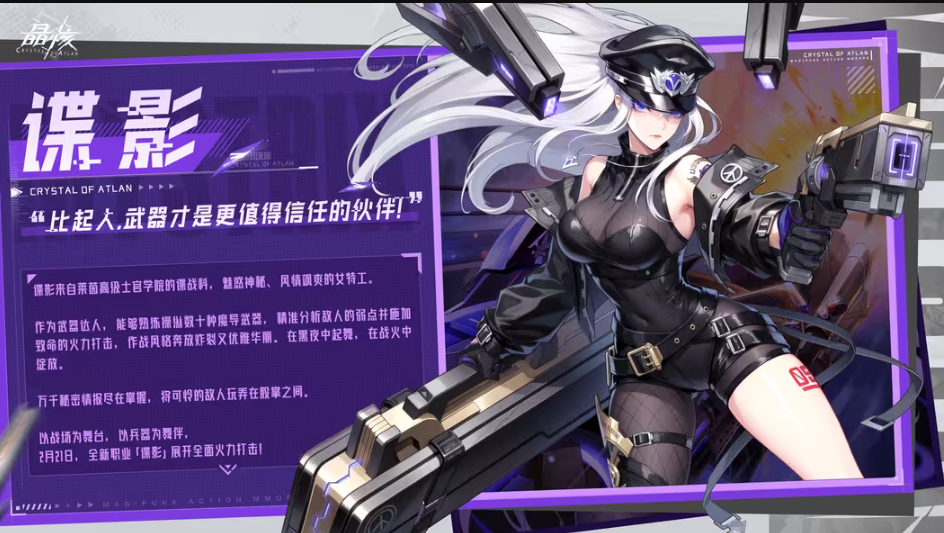 晶核
CRYSTAL OF ATLAN
CRYSTAL OF ATLAN
MAGIPUNK ACTION MMORPG
谍影
CRYSTAL OF ATLAN
CRYSTAL OF ATLAN
“比起人,武器才是更值得信任的伙伴!”
谍影来自莱茵高级士官学院的谍战科，魅惑神秘、风情飒爽的女特工。
作为武器达人，能够熟练操纵数十种魔导武器，精准分析敌人的弱点并施加
致命的火力打击，作战风格奔放炸裂又优雅华丽。在黑夜中起舞，在战火中
绽放。
万千秘密情报尽在掌握，将可怜的敌人玩弄在股掌之间。
以战场为舞台，以兵器为舞伴，
2月21日，全新职业「谍影」展开全面火力打击！
MAGIPUNK ACTION MMO
05